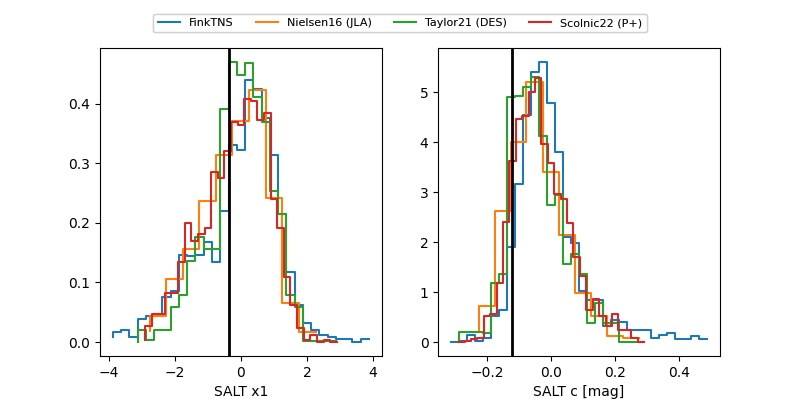 FinkTNS Nielsen16 (JLA) Taylor21 (DES) Scolnic22 (P+)
0.4
0.3
0.2
0.1
0.0
−4 −2 0 2 4
SALT x1
5
4
3
2
1
0
−0.2 0.0 0.2 0.4
SALT c [mag]